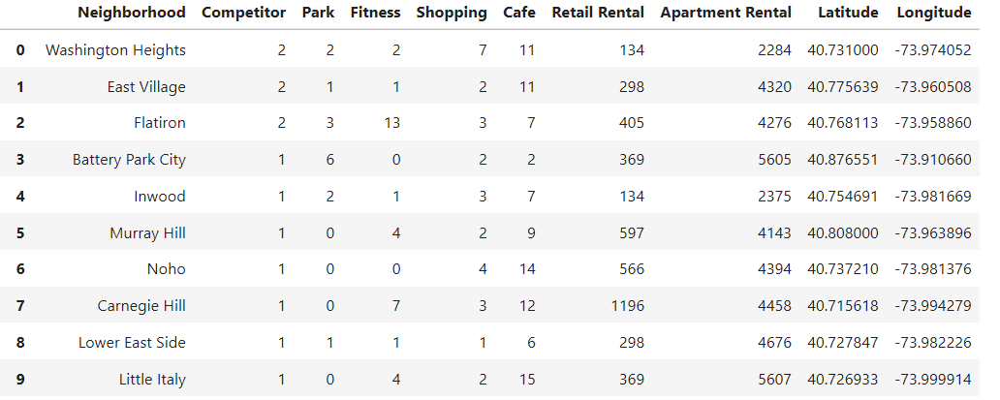 Neighborhood Competitor Park Fitness Shopping Cafe Retail Rental Apartment Rental Latitude Longitude
0 Washington Heights 2 2 2 7 11 134 2284 40.731000 -73.974052
1 East Village 2 1 1 2 11 298 4320 40.775639 -73.960508
2 Flatiron 2 3 13 3 7 405 4276 40.768113 -73.958860
3 Battery Park City 1 6 0 2 2 369 5605 40.876551 -73.910660
4 Inwood 1 2 1 3 7 134 2375 40.754691 -73.981669
5 Murray Hill 1 0 4 2 9 597 4143 40.808000 -73.963896
6 Noho 1 0 0 4 14 566 4394 40.737210 -73.981376
7 Carnegie Hill 1 0 7 3 12 1196 4458 40.715618 -73.994279
8 Lower East Side 1 1 1 1 6 298 4676 40.727847 -73.982226
9 Little Italy 1 0 4 2 15 369 5607 40.726933 -73.999914